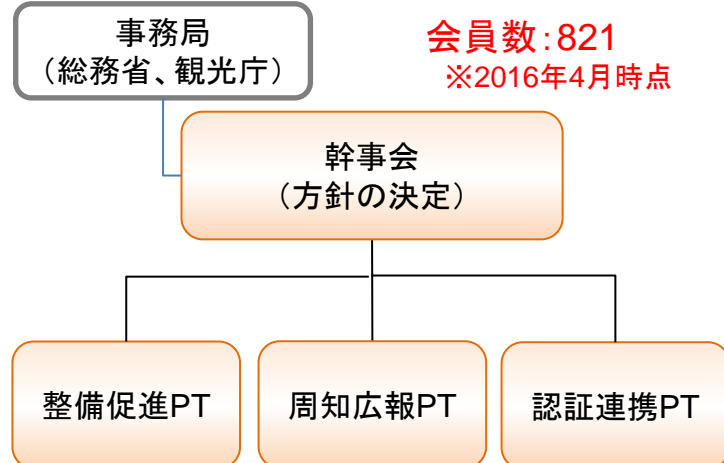 事務局
（総務省、観光庁）
会員数：821
※2016年4月時点
幹事会
（方針の決定）
整備促進PT
周知広報PT
認証連携PT